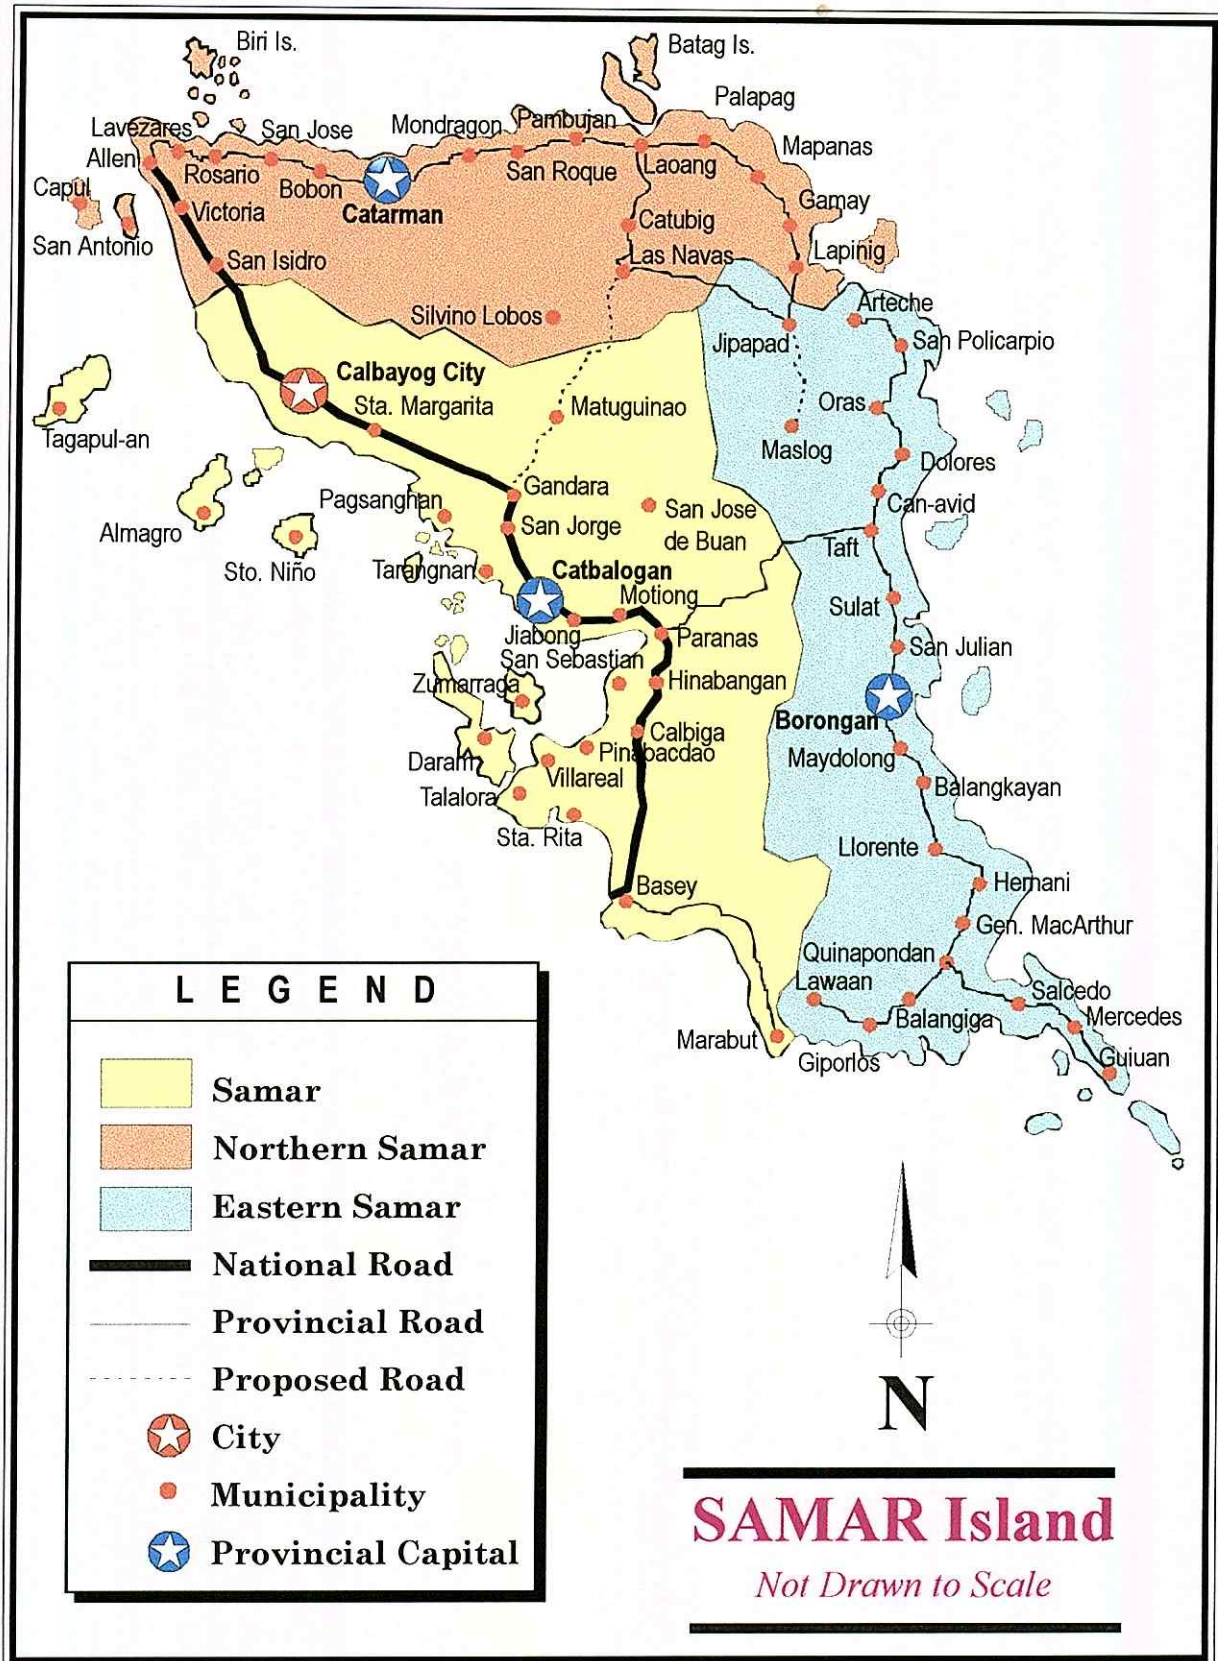 Biri Is.
Batag Is.
Palapag
Lavezares
San Jose
Mondragon
Pambujan
Mapanas
Allen
Rosario
Bobon
San Roque
Laoang
Capul
Victoria
Catarman
Catubig
Gamay
San Antonio
San Isidro
Las Navas
Lapinig
Silvino Lobos
Arteche
Jipapad
San Policarpio
Calbayog City
Sta. Margarita
Matuguinao
Oras
Tagapul-an
Maslog
Dolores
Gandara
Can-avid
Pagsanghan
San Jorge
San Jose
de Buan
Almagro
Taft
Sto. Niño
Tarangnan
Catbalogan
Motiong
Sulat
Jiabong
Paranas
San Julian
San Sebastian
Zumarraga
Hinabangan
Borongan
Calbiga
Daram
Pinabacdao
Maydolong
Villareal
Talalora
Balangkayan
Sta. Rita
Llorente
Basey
Hernani
Gen. MacArthur
Quinapondan
Lawaan
Salcedo
Balangiga
Mercedes
Marabut
Giporlos
Guiuan
LEGEND
Samar
Northern Samar
Eastern Samar
National Road
Provincial Road
Proposed Road
City
Municipality
Provincial Capital
N
SAMAR Island
Not Drawn to Scale